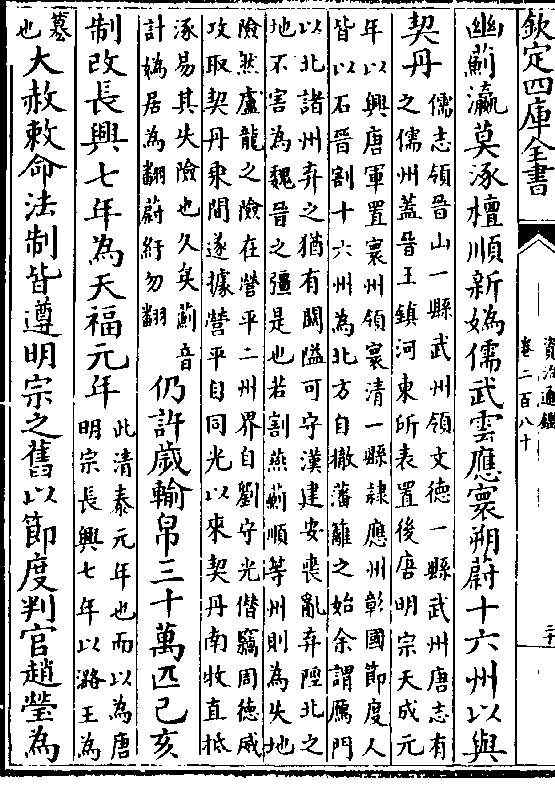 欽定四庫全書
資治通鑑
卷二百八十
幽薊瀛莫涿檀順新媯儒武雲應寰朔蔚十六州以與
契丹
儒志領晉山一縣武州領文德一縣武州唐志有
之儒州蓋晉王鎮河東所表置後唐明宗天成元
年以興唐軍置寰州領寰清一縣隸應州彰國節度人
皆以石晉割十六州為北方自撤藩籬之始余謂鴈門
以北諸州弃之猶有關隘可守漢建安喪亂弃陘北之
地不害為魏晉之彊是也若割燕薊順等州則為失地
險然盧龍之險在營平二州界自劉守光僭竊周德威
攻取契丹乘間遂據營平自同光以來契丹南收直抵
涿易其失險也久矣薊音
計媯居為翻蔚紆勿翻
仍許歲輸帛三十萬匹己亥
制改長興七年為天福元年
此清泰元年也而以為唐
明宗長興七年以潞王為
簒
也
大赦敕命法制皆遵明宗之舊以節度判官趙瑩為